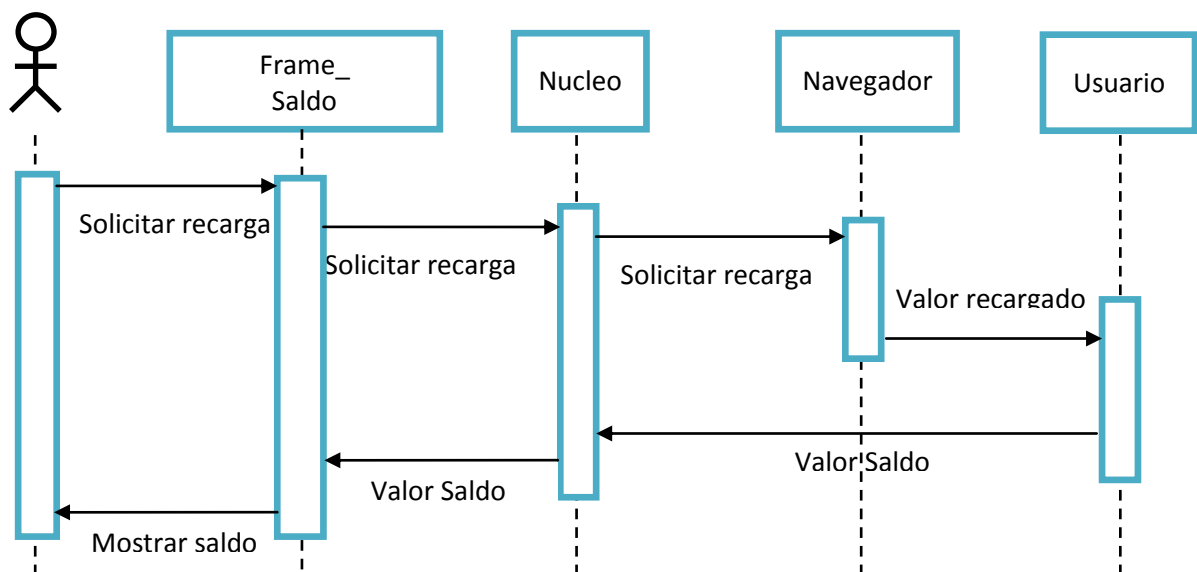 Frame_
Saldo
Nucleo
Navegador
Usuario
Solicitar recarga
Solicitar recarga
Solicitar recarga
Valor recargado
Valor Saldo
Valor Saldo
Mostrar saldo